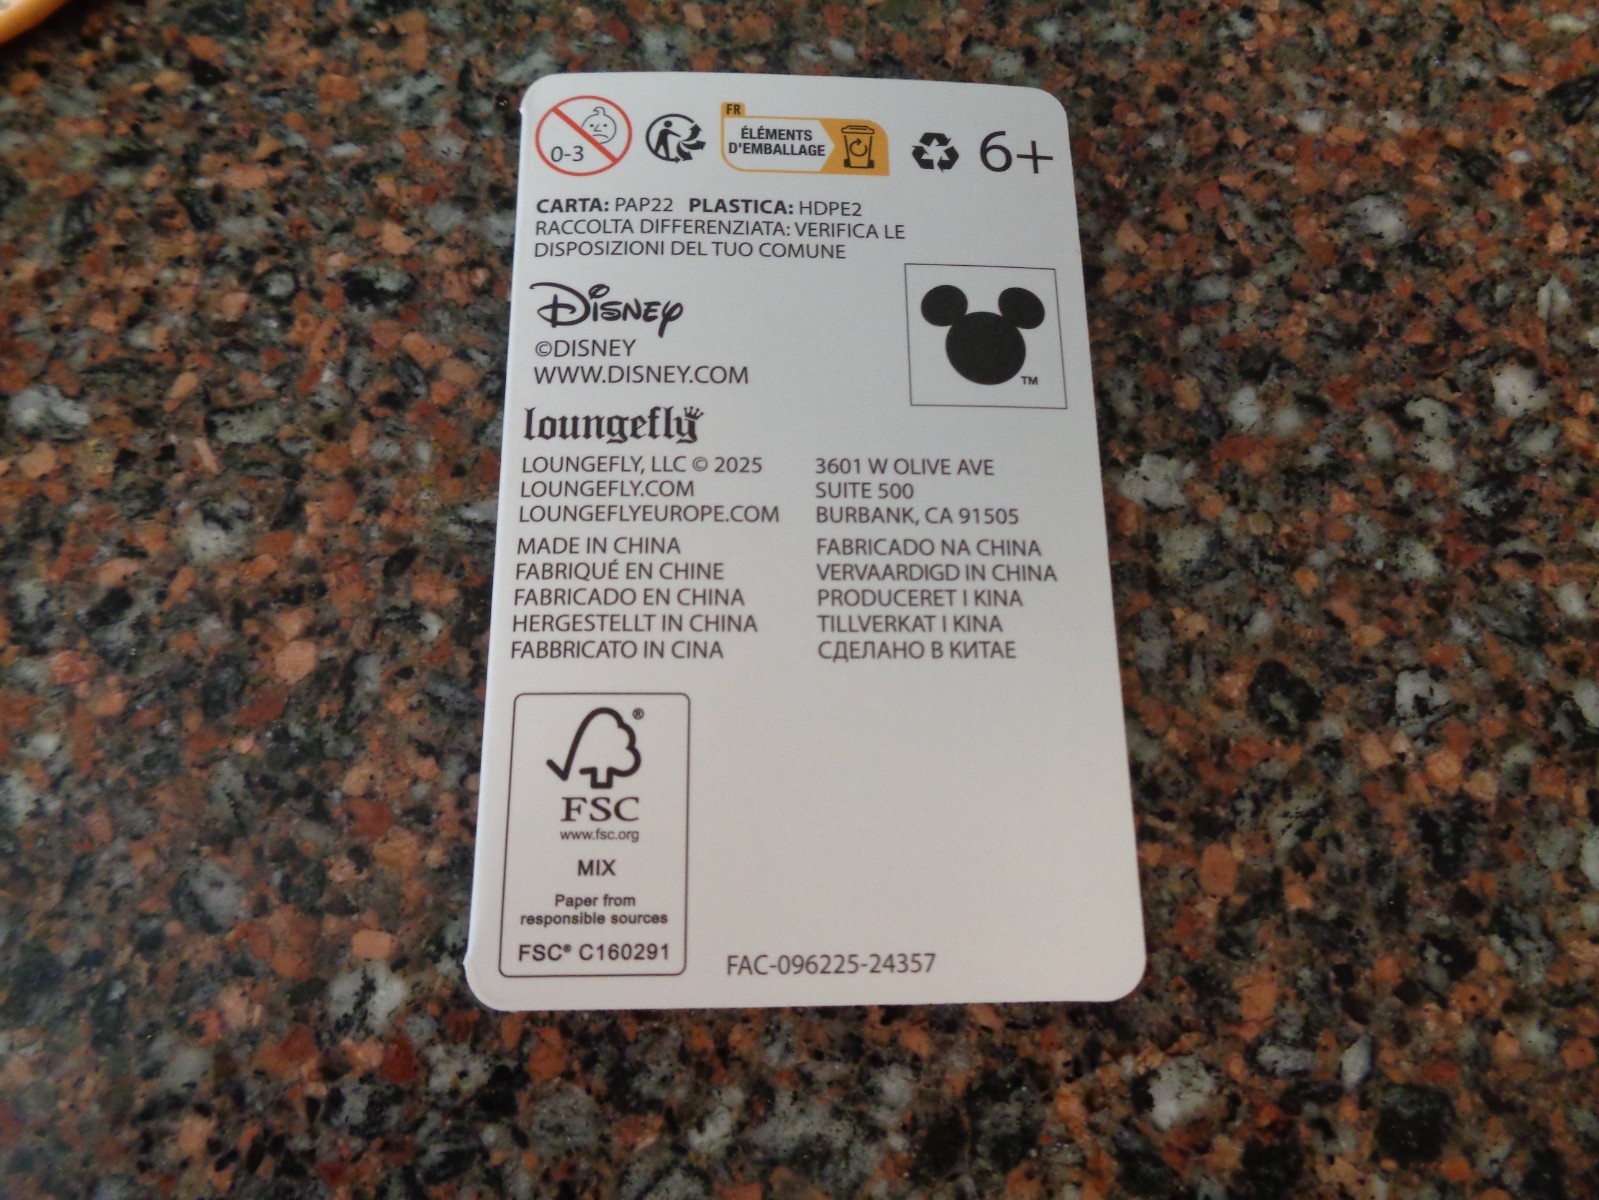 0-3
FR
ÉLÉMENTS
D'EMBALLAGE
6+
CARTA: PAP22 PLASTICA: HDPE2
RACCOLTA DIFFERENZIATA: VERIFICA LE
DISPOSIZIONI DEL TUO COMUNE
Disney
©DISNEY
WWW.DISNEY.COM
TM
loungefly
LOUNGEFLY, LLC © 2025
LOUNGEFLY.COM
LOUNGEFLYEUROPE.COM
3601 W OLIVE AVE
SUITE 500
BURBANK, CA 91505
MADE IN CHINA
FABRIQUÉ EN CHINE
FABRICADO EN CHINA
HERGESTELLT IN CHINA
FABBRICATO IN CINA
FABRICADO NA CHINA
VERVAARDIGD IN CHINA
PRODUCERET I KINA
TILLVERKAT I KINA
СДЕЛАНО В КИТАЕ
®
FSC
www.fsc.org
MIX
Paper from
responsible sources
FSC® C160291
FAC-096225-24357